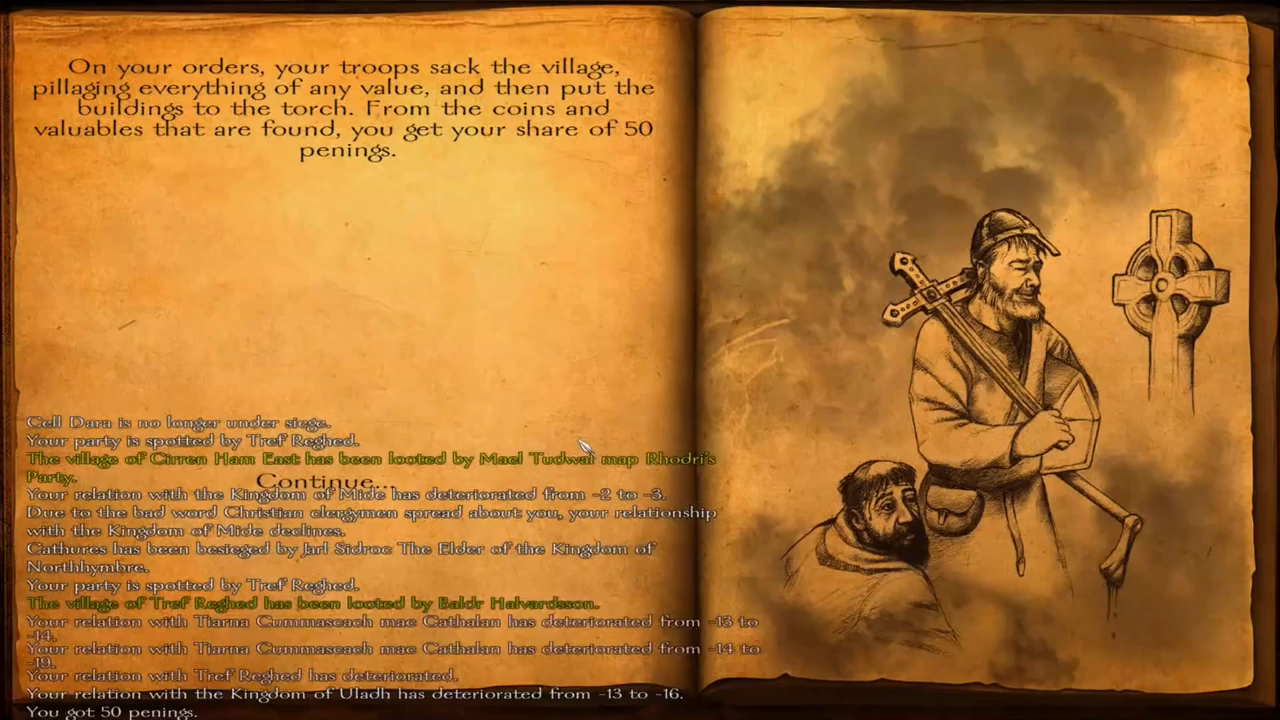 On your orders, your troops sack the village,
pillaging everything of any value, and then put the
buildings to the torch. From the coins and
valuables that are found, you get your share of 50
penings.
Cell Dara is no longer under siege.
Your party is spotted by Tref Reghed.
The village of Cirren Ham East has been looted by Mael Tudwal map Rhodri's
Party.
Continue...
Your relation with the Kingdom of Mide has deteriorated from -2 to -3.
Due to the bad word Christian clergymen spread about you, your relationship
with the Kingdom of Mide declines.
Cathures has been besieged by Jarl Sidroc The Elder of the Kingdom of
Northhymbre.
Your party is spotted by Tref Reghed.
The village of Tref Reghed has been looted by Baldr Halvardsson.
Your relation with Tiarna Cummascach mac Cathalan has deteriorated from -13 to
-14.
Your relation with Tiarna Cummascach mac Cathalan has deteriorated from -14 to
-19.
Your relation with Tref Reghed has deteriorated.
Your relation with the Kingdom of Uladh has deteriorated from -13 to -16.
You got 50 penings.